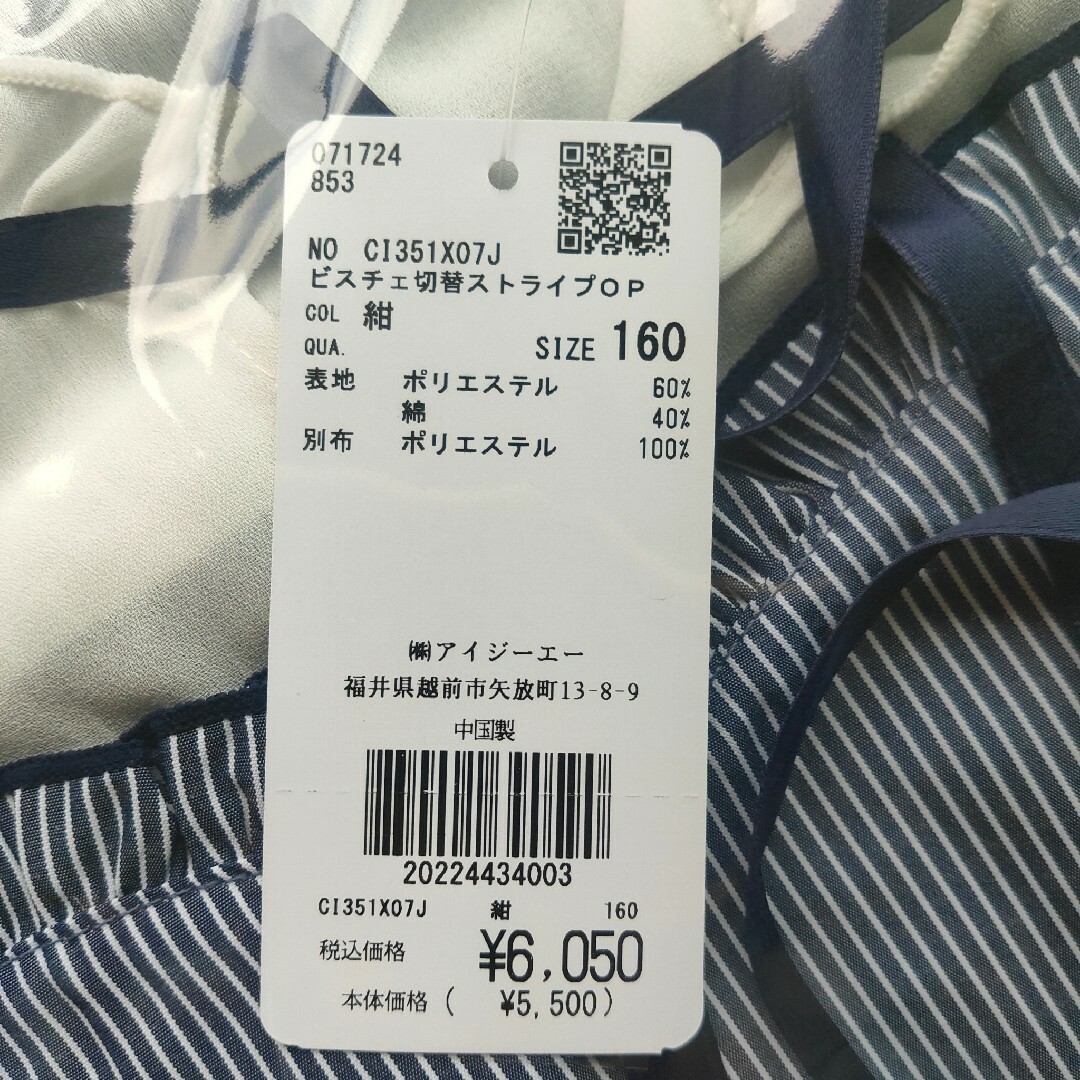 071724
853
NO CI351X07J
ビスチェ切替ストライプOP
COL 紺
QUA. SIZE 160
表地 ポリエステル 60%
綿 40%
別布 ポリエステル 100%
㈱アイジーエー
福井県越前市矢放町13-8-9
中国製
20224434003
CI351X07J 紺 160
税込価格 ¥6,050
本体価格( ¥5,500)